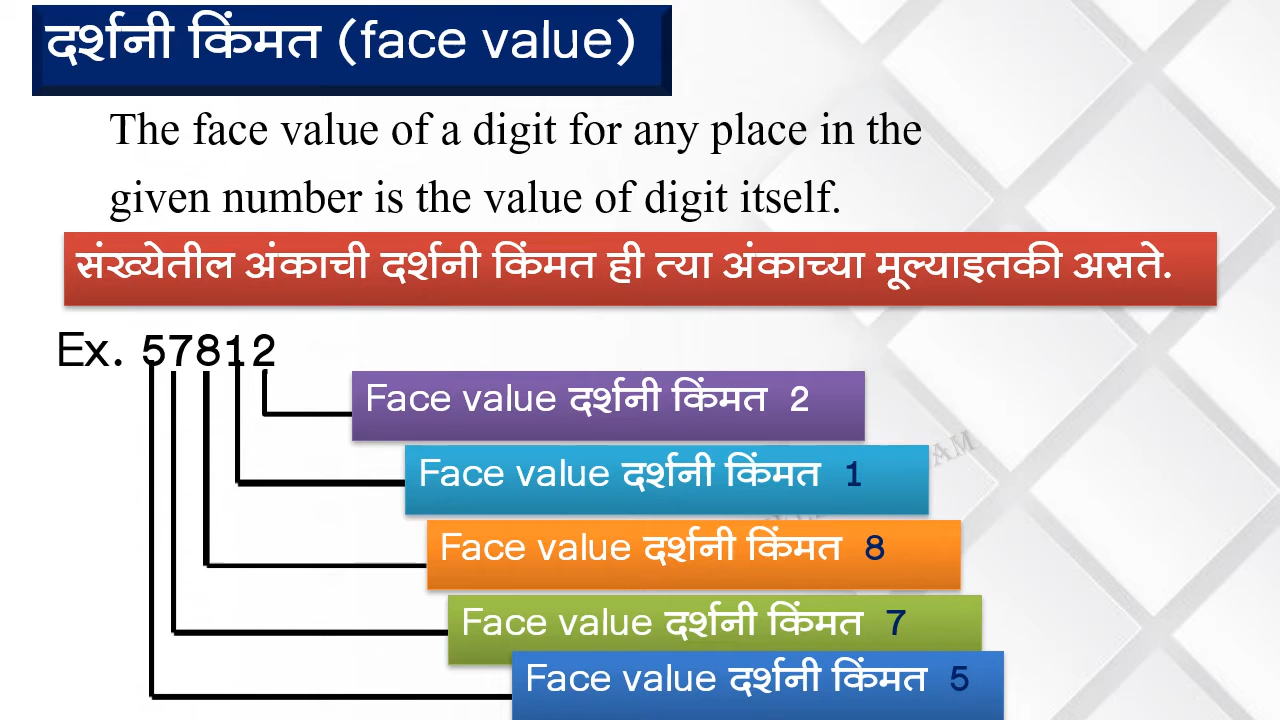 दर्शनी किंमत (face value)
The face value of a digit for any place in the
given number is the value of digit itself.
संख्येतील अंकाची दर्शनी किंमत ही त्या अंकाच्या मूल्याइतकी असते.
Ex. 57812
Face value दर्शनी किंमत 2
Face value दर्शनी किंमत 1
Face value दर्शनी किंमत 8
Face value दर्शनी किंमत 7
Face value दर्शनी किंमत 5